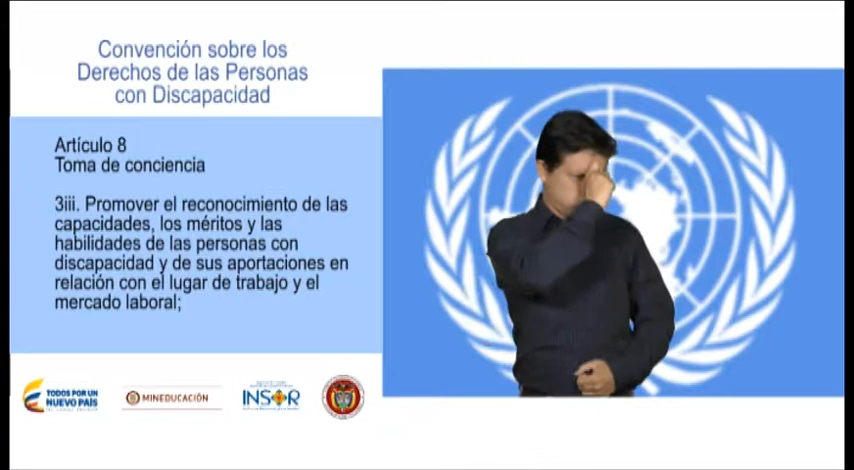 Convención sobre los
Derechos de las Personas
con Discapacidad
Artículo 8
Toma de conciencia
3iii. Promover el reconocimiento de las
capacidades, los méritos y las
habilidades de las personas con
discapacidad y de sus aportaciones en
relación con el lugar de trabajo y el
mercado laboral;
TODOS POR UN
NUEVO PAÍS
MINEDUCACIÓN
INSOR